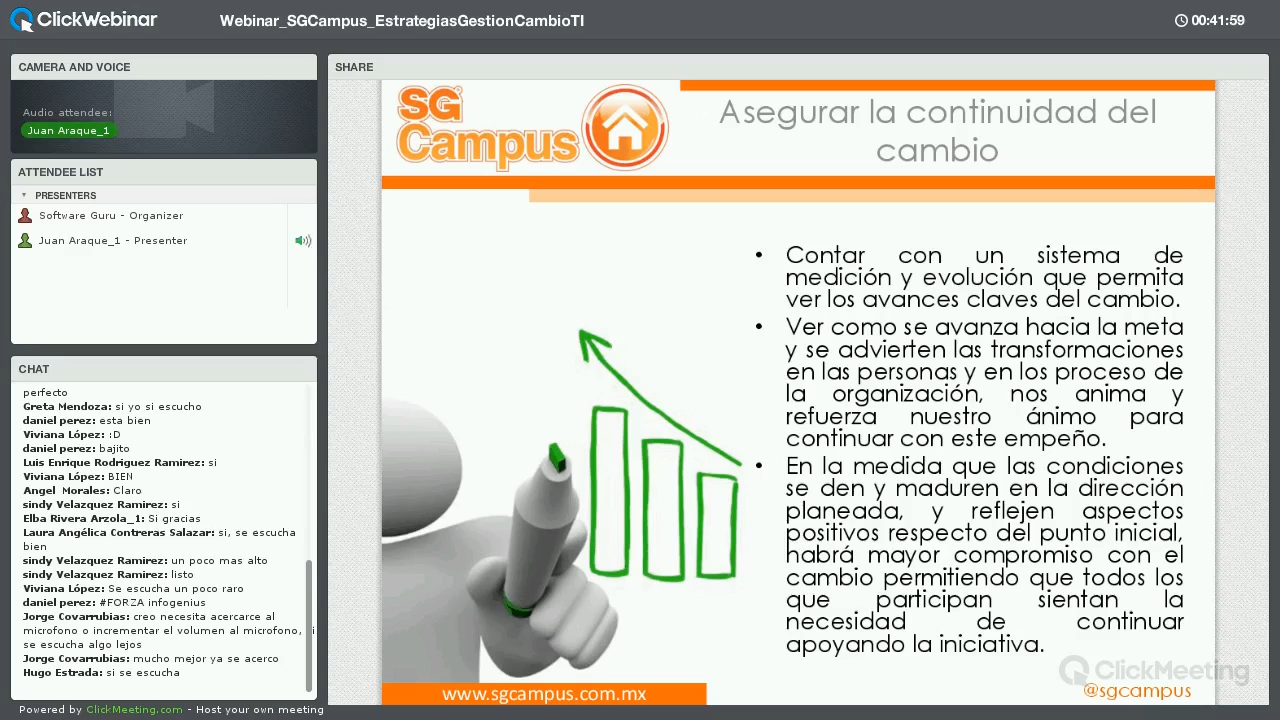 ClickWebinar
Webinar_SGCampus_EstrategiasGestionCambioTI
00:41:59
CAMERA AND VOICE
Audio attendee:
Juan Araque_1
ATTENDEE LIST
PRESENTERS
Software Guru - Organizer
Juan Araque_1 - Presenter
CHAT
perfecto
Greta Mendoza: si yo si escucho
daniel perez: esta bien
Viviana López: :D
daniel perez: bajito
Luis Enrique Rodriguez Ramirez: si
Viviana López: BIEN
Angel Morales: Claro
sindy Velazquez Ramirez: si
Elba Rivera Arzola_1: Si gracias
Laura Angélica Contreras Salazar: si, se escucha
bien
sindy Velazquez Ramirez: un poco mas alto
sindy Velazquez Ramirez: listo
Viviana López: Se escucha un poco raro
daniel perez: #FORZA infogenius
Jorge Covarrubias: creo necesita acercarce al
microfono o incrementar el volumen al microfono, i
se escucha algo lejos
Jorge Covarrubias: mucho mejor ya se acerco
Hugo Estrada: si se escucha
Powered by ClickMeeting.com - Host your own meeting
SHARE
SG
Campus
Asegurar la continuidad del
cambio
• Contar con un sistema de
medición y evolución que permita
ver los avances claves del cambio.
• Ver como se avanza hacia la meta
y se advierten las transformaciones
en las personas y en los proceso de
la organización, nos anima y
refuerza nuestro ánimo para
continuar con este empeño.
• En la medida que las condiciones
se den y maduren en la dirección
planeada, y reflejen aspectos
positivos respecto del punto inicial,
habrá mayor compromiso con el
cambio permitiendo que todos los
que participan sientan la
necesidad de continuar
apoyando la iniciativa.
ClickMeeting
www.sgcampus.com.mx
@sgcampus